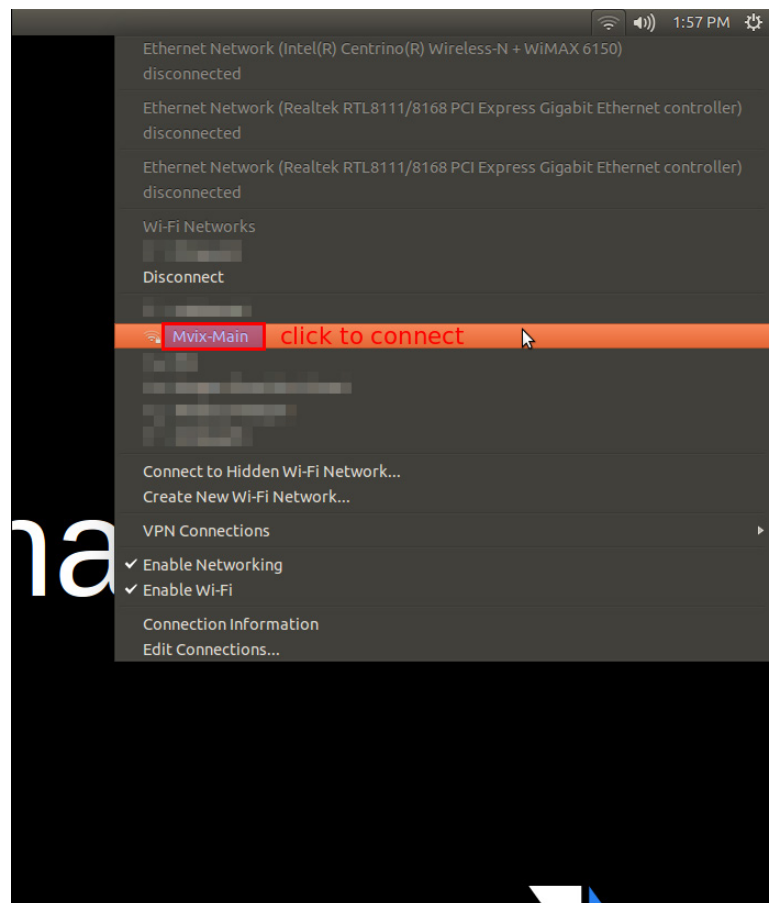 1:57 PM
Ethernet Network (Intel(R) Centrino(R) Wireless-N + WiMAX 6150)
disconnected
Ethernet Network (Realtek RTL8111/8168 PCI Express Gigabit Ethernet controller)
disconnected
Ethernet Network (Realtek RTL8111/8168 PCI Express Gigabit Ethernet controller)
disconnected
Wi-Fi Networks
Disconnect
Mvix-Main click to connect
Connect to Hidden Wi-Fi Network...
Create New Wi-Fi Network...
VPN Connections
na
Enable Networking
Enable Wi-Fi
Connection Information
Edit Connections...